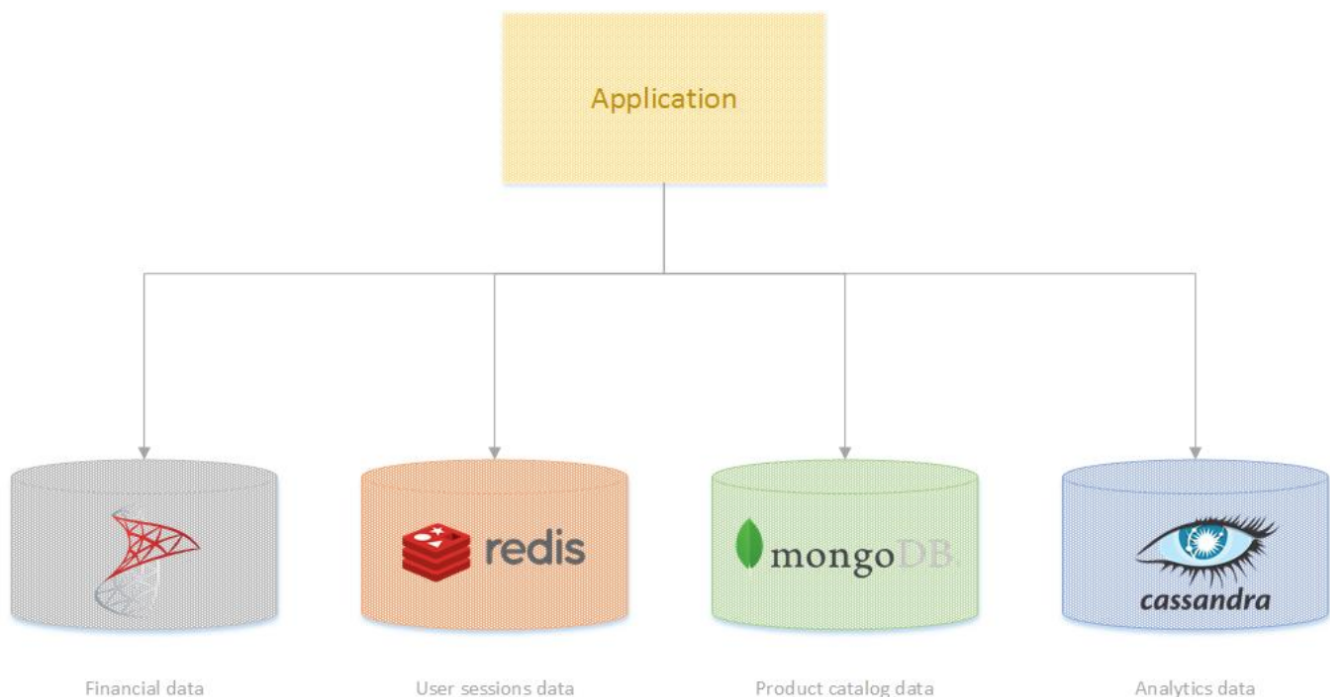 Application
redis
mongoDB.
cassandra
Financial data
User sessions data
Product catalog data
Analytics data